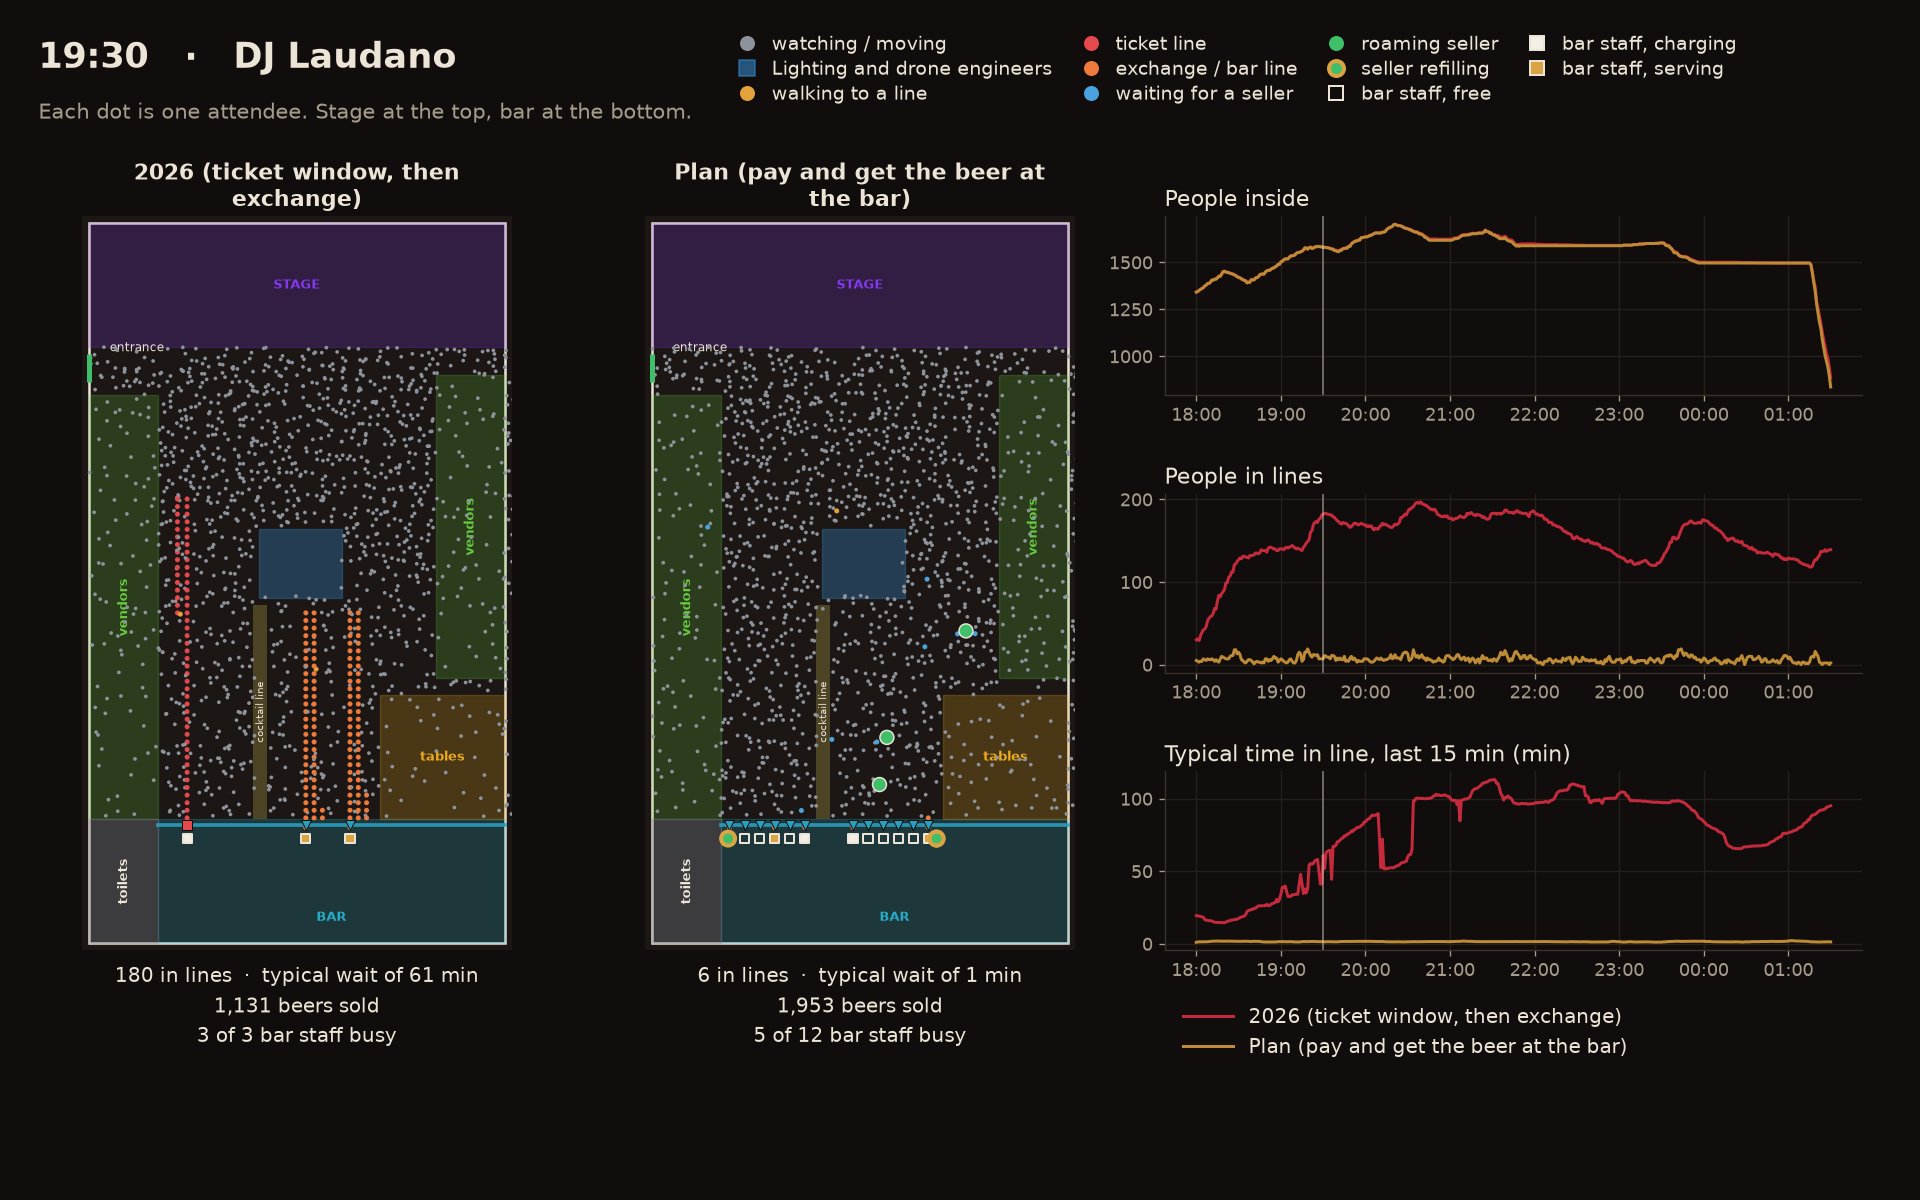 19:30 · DJ Laudano
Each dot is one attendee. Stage at the top, bar at the bottom.
watching / moving
Lighting and drone engineers
walking to a line
ticket line
exchange / bar line
waiting for a seller
roaming seller
seller refilling
bar staff, free
bar staff, charging
bar staff, serving
2026 (ticket window, then
exchange)
STAGE
entrance
vendors
vendors
cocktail line
tables
toilets
BAR
180 in lines · typical wait of 61 min
1,131 beers sold
3 of 3 bar staff busy
Plan (pay and get the beer at
the bar)
STAGE
entrance
vendors
vendors
cocktail line
tables
toilets
BAR
6 in lines · typical wait of 1 min
1,953 beers sold
5 of 12 bar staff busy
People inside
1500
1250
1000
18:00 19:00 20:00 21:00 22:00 23:00 00:00 01:00
People in lines
200
100
0
18:00 19:00 20:00 21:00 22:00 23:00 00:00 01:00
Typical time in line, last 15 min (min)
100
50
0
18:00 19:00 20:00 21:00 22:00 23:00 00:00 01:00
2026 (ticket window, then exchange)
Plan (pay and get the beer at the bar)